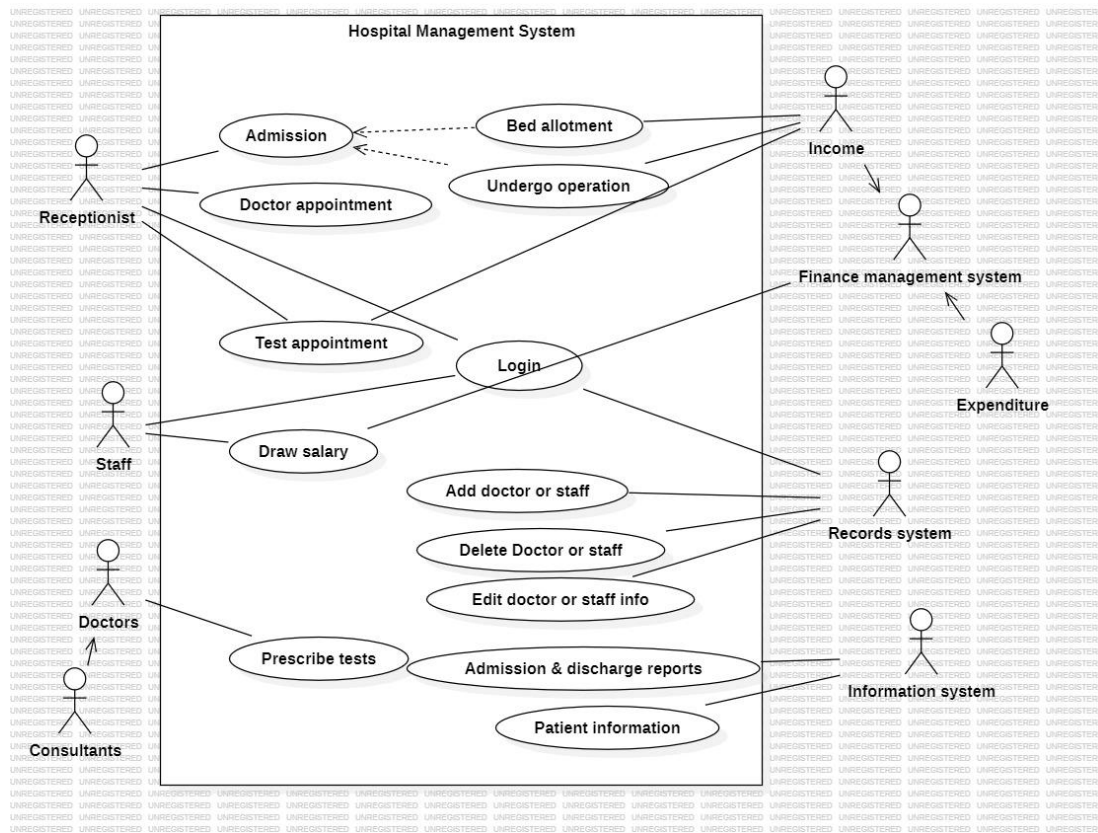 Hospital Management System
Admission
Bed allotment
Income
Undergo operation
Receptionist
Doctor appointment
Finance management system
Test appointment
Login
Expenditure
Staff
Draw salary
Add doctor or staff
Records system
Delete Doctor or staff
Edit doctor or staff info
Doctors
Prescribe tests
Admission & discharge reports
Information system
Patient information
Consultants
UNREGISTERED